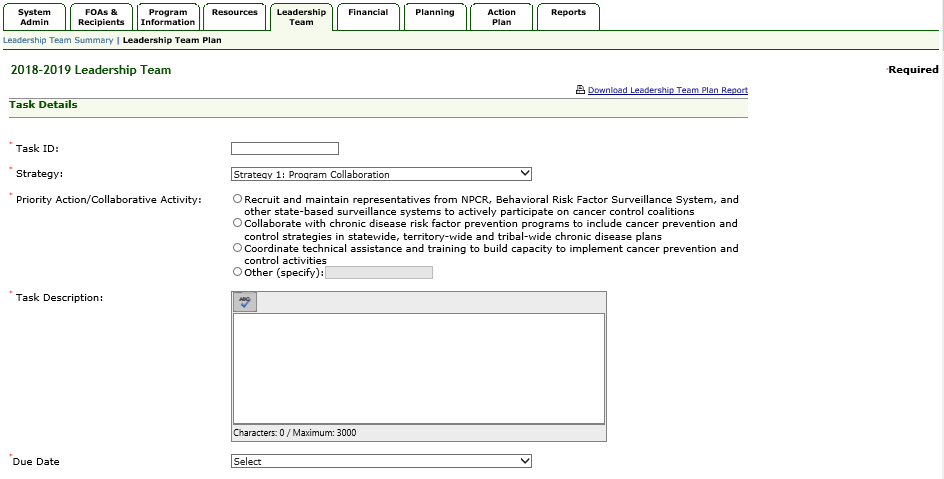 System Admin
FOAs & Recipients
Program Information
Resources
Leadership Team
Financial
Planning
Action Plan
Reports
Leadership Team Summary | Leadership Team Plan
2018-2019 Leadership Team
*Required
Download Leadership Team Plan Report
Task Details
* Task ID:
* Strategy:
Strategy 1: Program Collaboration
* Priority Action/Collaborative Activity:
Recruit and maintain representatives from NPCR, Behavioral Risk Factor Surveillance System, and
other state-based surveillance systems to actively participate on cancer control coalitions
Collaborate with chronic disease risk factor prevention programs to include cancer prevention and
control strategies in statewide, territory-wide and tribal-wide chronic disease plans
Coordinate technical assistance and training to build capacity to implement cancer prevention and
control activities
Other (specify):
* Task Description:
ABC
Characters: 0 / Maximum: 3000
* Due Date
Select